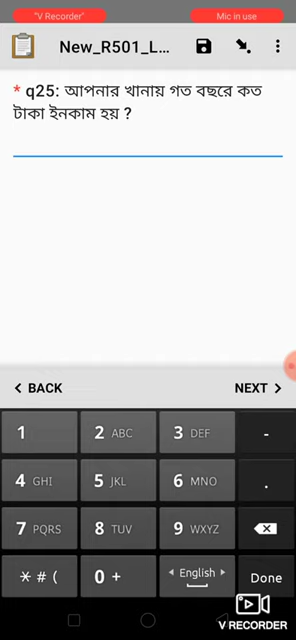 "V Recorder"
Mic in use
New_R501_L...
* q25: আপনার খানায় গত বছরে কত
টাকা ইনকাম হয় ?
BACK
NEXT
1
2 ABC
3 DEF
-
4 GHI
5 JKL
6 MNO
.
7 PQRS
8 TUV
9 WXYZ
* # (
0 +
English
Done
V RECORDER